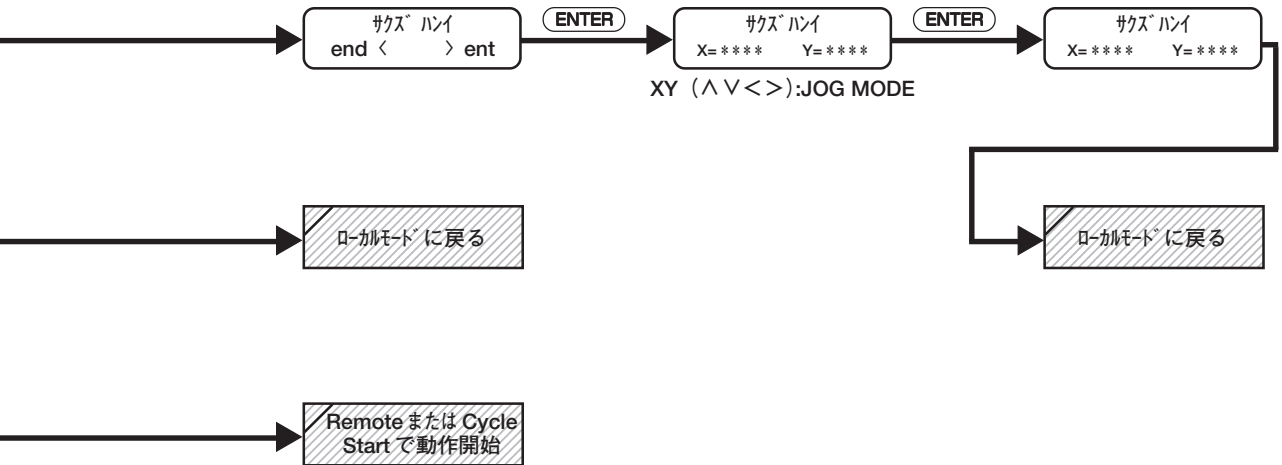 ｻｸｽﾞ ﾊﾝｲ
end〈 〉ent
ENTER
ｻｸｽﾞ ﾊﾝｲ
X=＊＊＊＊ Y=＊＊＊＊
XY（∧∨＜＞）:JOG MODE
ENTER
ｻｸｽﾞ ﾊﾝｲ
X=＊＊＊＊ Y=＊＊＊＊
ﾛｰｶﾙﾓｰﾄﾞに戻る
ﾛｰｶﾙﾓｰﾄﾞに戻る
Remote または Cycle
Start で動作開始